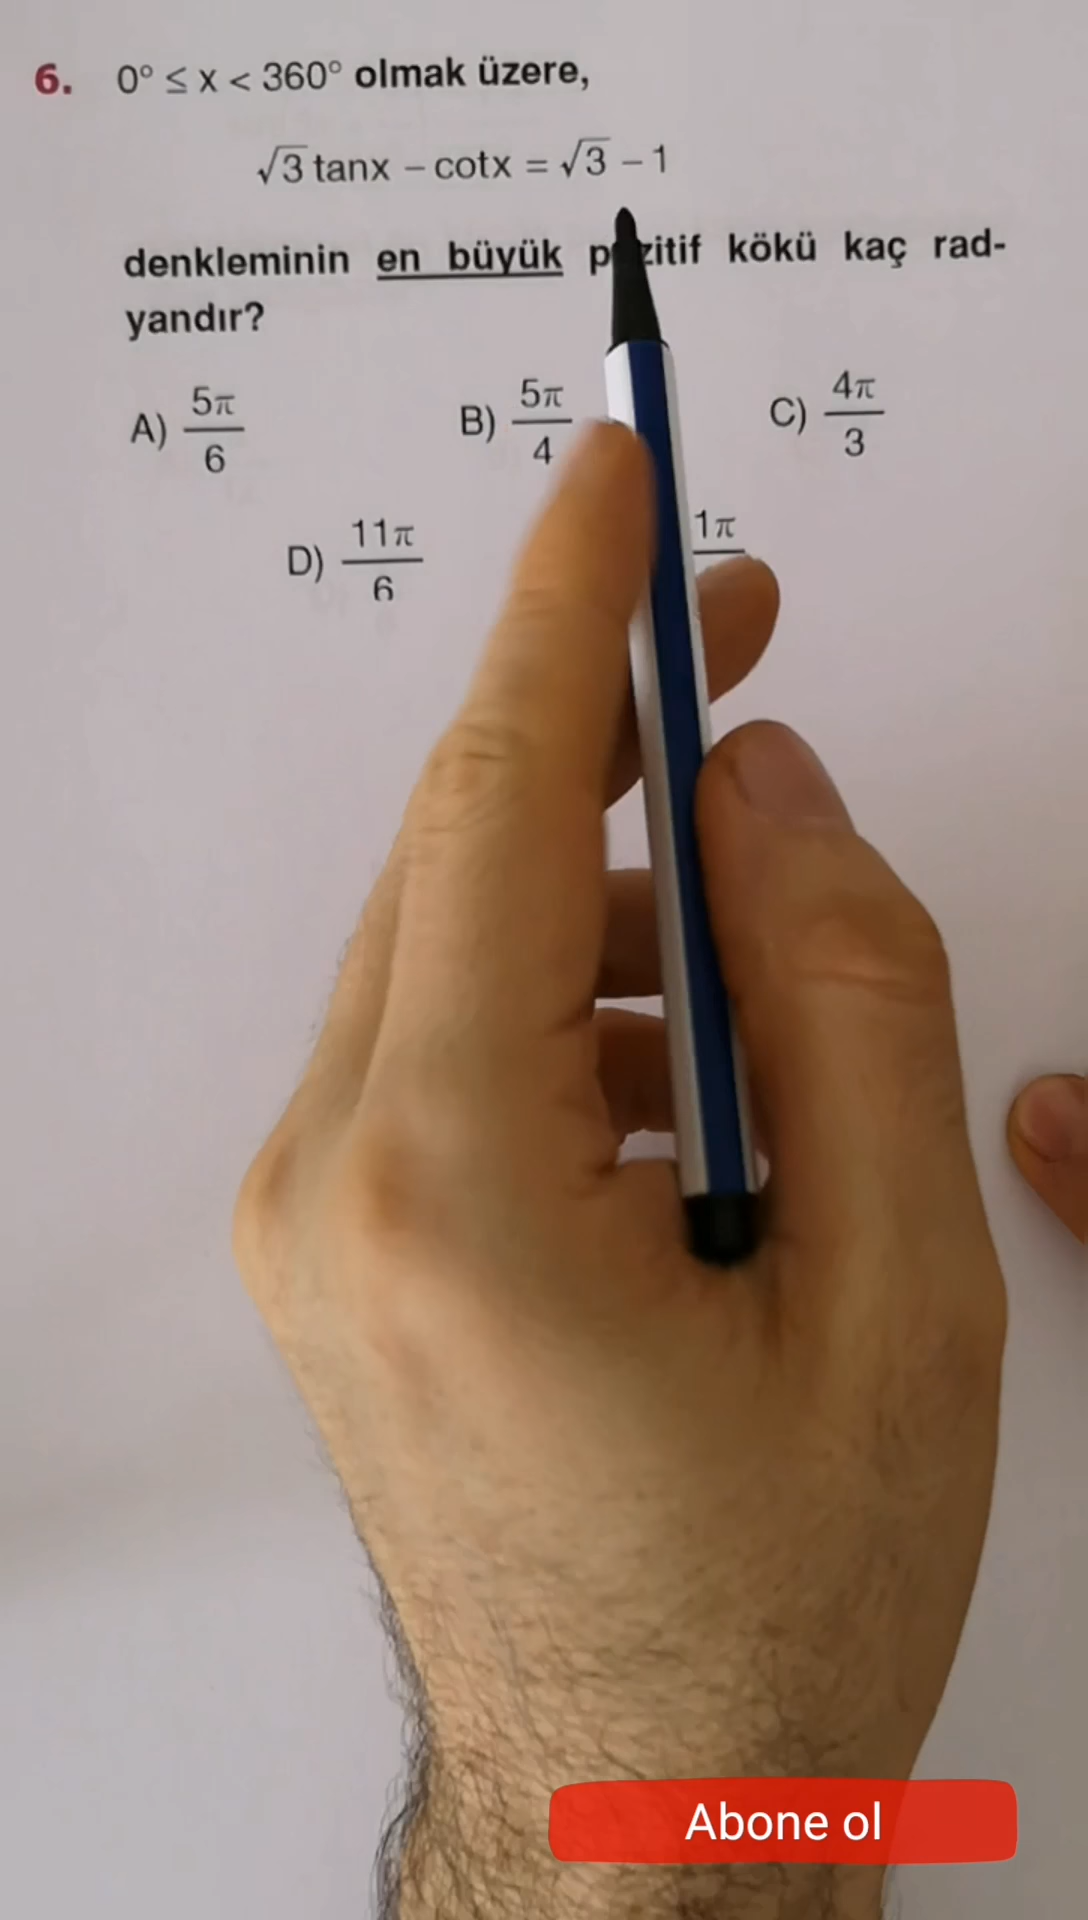 6. 0° ≤ x < 360° olmak üzere,
√3 tanx – cotx = √3 – 1
denkleminin en büyük kökü kaç rad-
yandır?
A) 5π/6 B) 5π/4 C) 4π/3
D) 11π/6
Abone ol